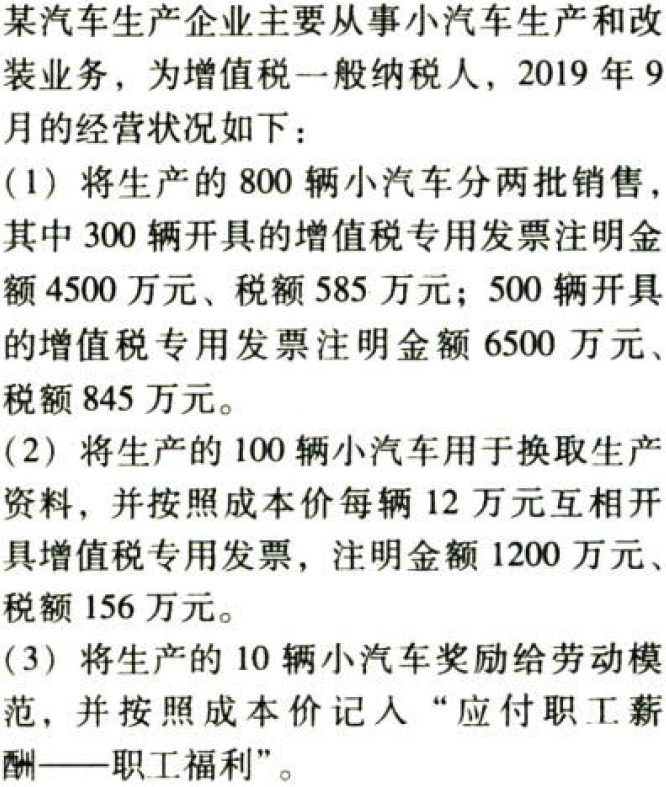 某汽车生产企业主要从事小汽车生产和改
装业务，为增值税一般纳税人，2019 年 9
月的经营状况如下：
(1) 将生产的 800 辆小汽车分两批销售，
其中 300 辆开具的增值税专用发票注明金
额 4500 万元、税额 585 万元；500 辆开具
的增值税专用发票注明金额 6500 万元、
税额 845 万元。
(2) 将生产的 100 辆小汽车用于换取生产
资料，并按照成本价每辆 12 万元互相开
具增值税专用发票，注明金额 1200 万元、
税额 156 万元。
(3) 将生产的 10 辆小汽车奖励给劳动模
范，并按照成本价记入“应付职工薪
酬——职工福利”。